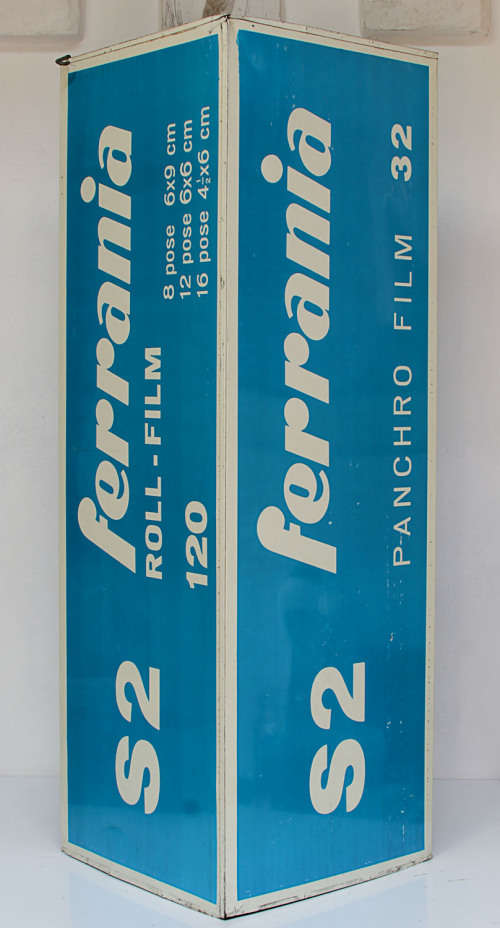 S2 ferrania
ROLL-FILM
120
8 pose 6x9 cm
12 pose 6x6 cm
16 pose 4½x6 cm
S2 ferrania
PANCHRO FILM 32